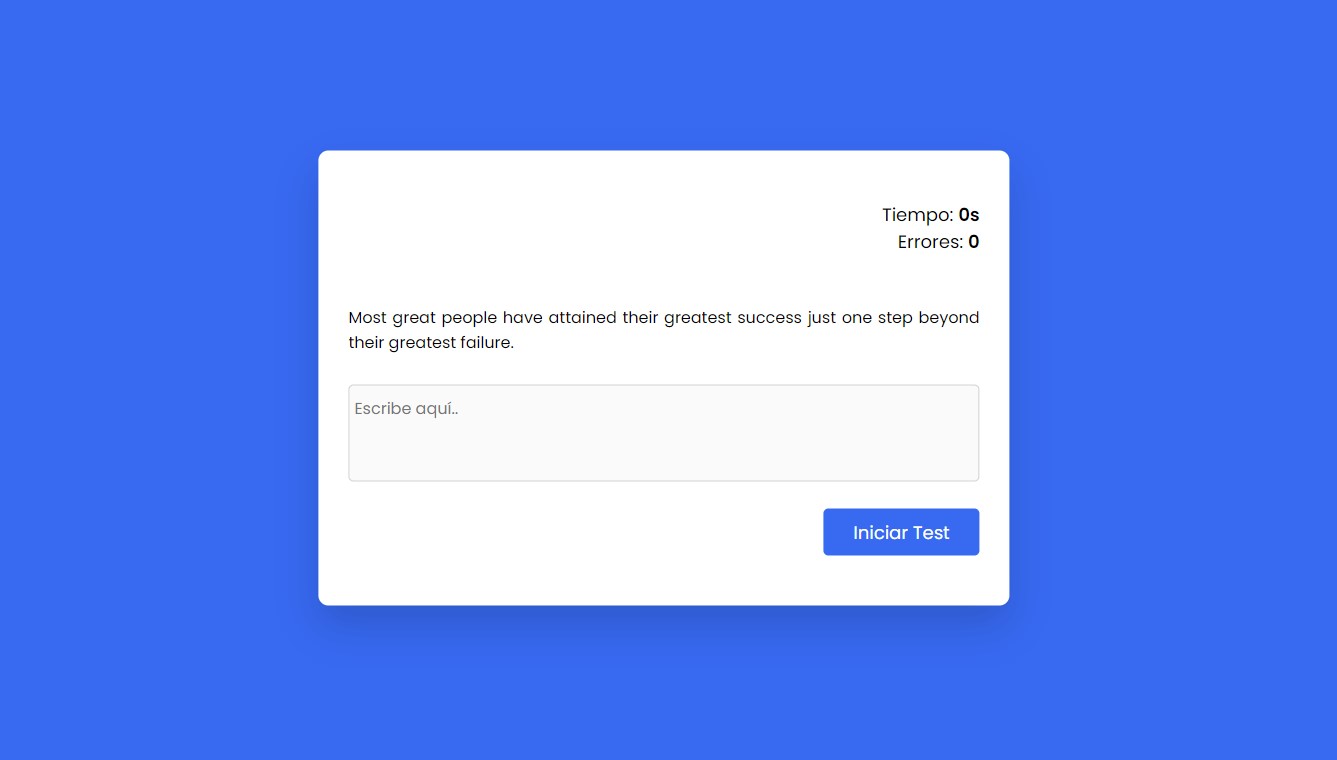 Tiempo: 0s
Errores: 0
Most great people have attained their greatest success just one step beyond
their greatest failure.
Escribe aquí..
Iniciar Test